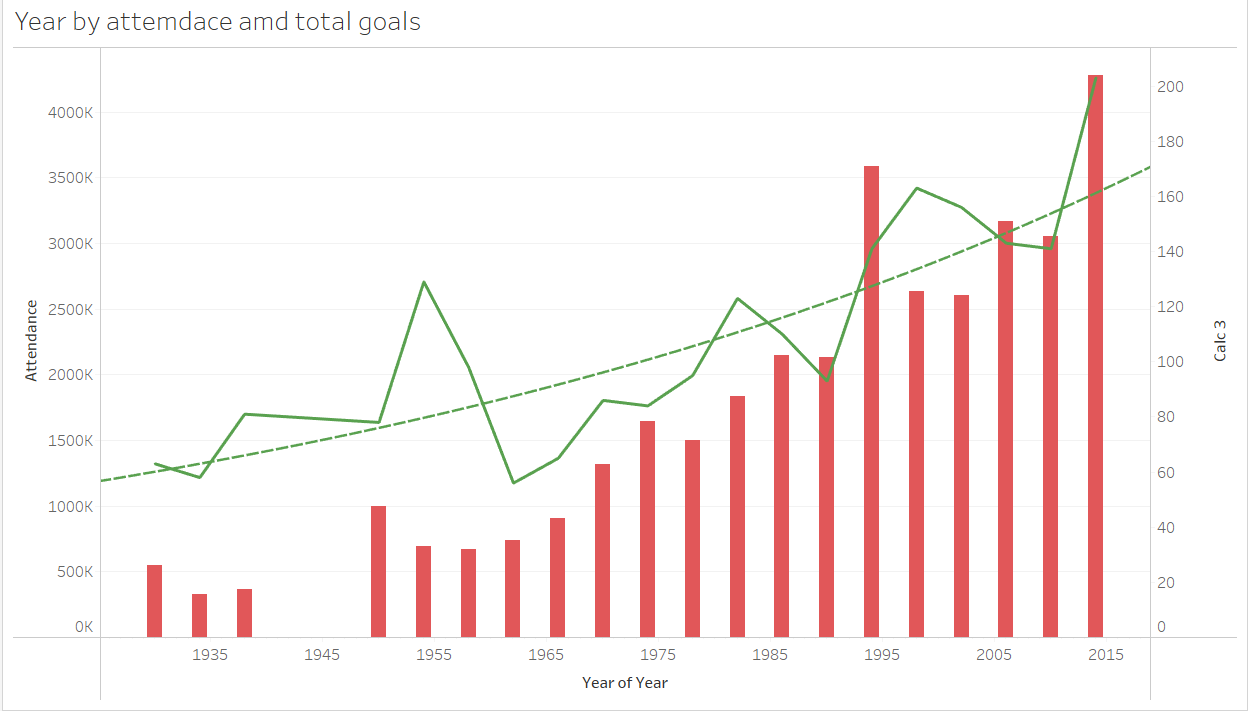 Year by attemdace amd total goals
4000K
3500K
3000K
2500K
2000K
1500K
1000K
500K
0K
Attendance
200
180
160
140
120
100
80
60
40
20
0
Calc 3
1935 1945 1955 1965 1975 1985 1995 2005 2015
Year of Year